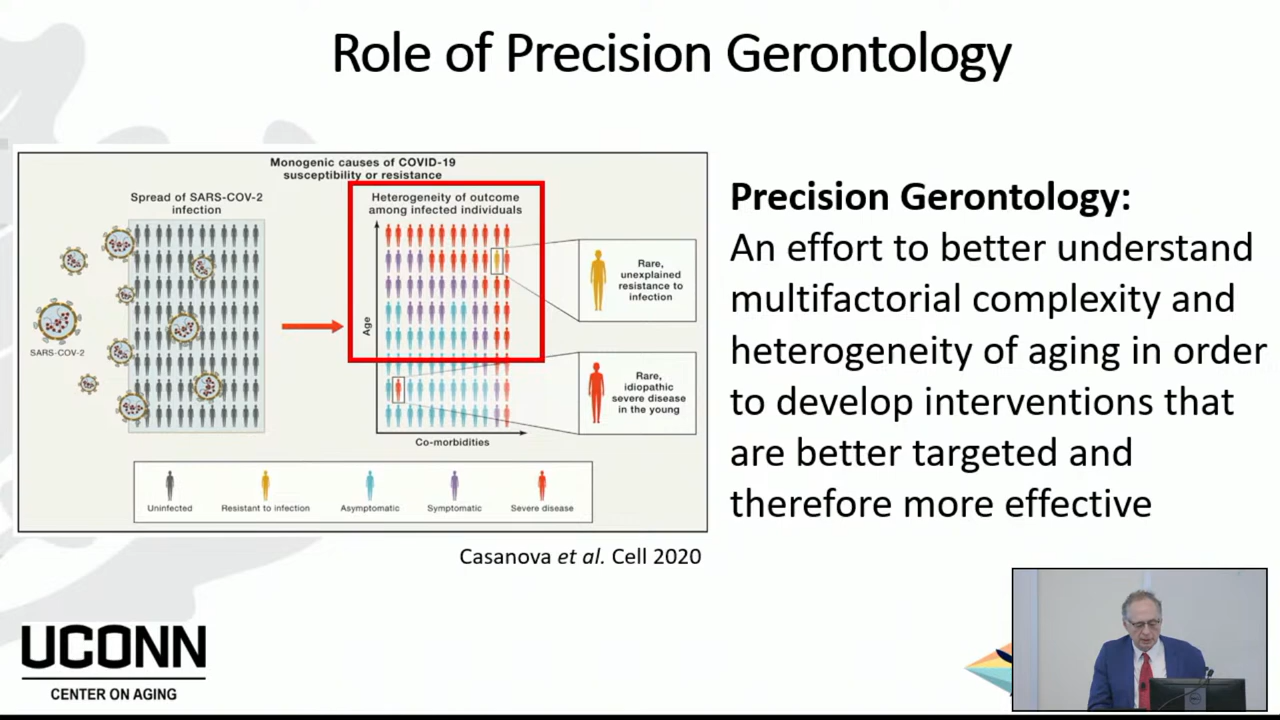 Role of Precision Gerontology
Monogenic causes of COVID-19
susceptibility or resistance
Spread of SARS-COV-2
infection
Heterogeneity of outcome
among infected individuals
SARS-COV-2
Age
Co-morbidities
Rare,
unexplained
resistance to
infection
Rare,
idiopathic
severe disease
in the young
Uninfected
Resistant to infection
Asymptomatic
Symptomatic
Severe disease
Casanova et al. Cell 2020
Precision Gerontology:
An effort to better understand
multifactorial complexity and
heterogeneity of aging in order
to develop interventions that
are better targeted and
therefore more effective
UCONN
CENTER ON AGING
DELL